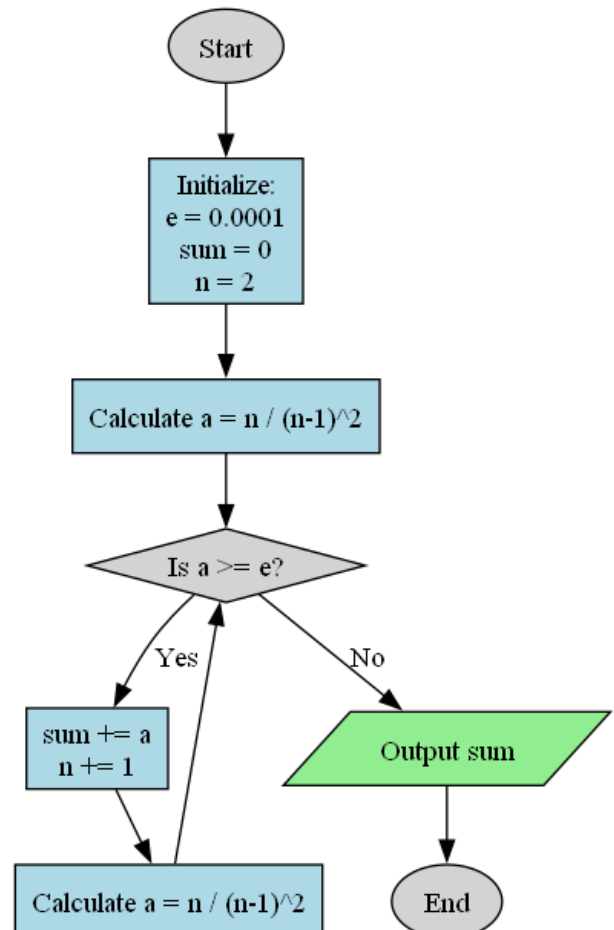 Start
Initialize:
e = 0.0001
sum = 0
n = 2
Calculate a = n / (n-1)^2
Is a >= e?
Yes
No
sum += a
n += 1
Output sum
Calculate a = n / (n-1)^2
End